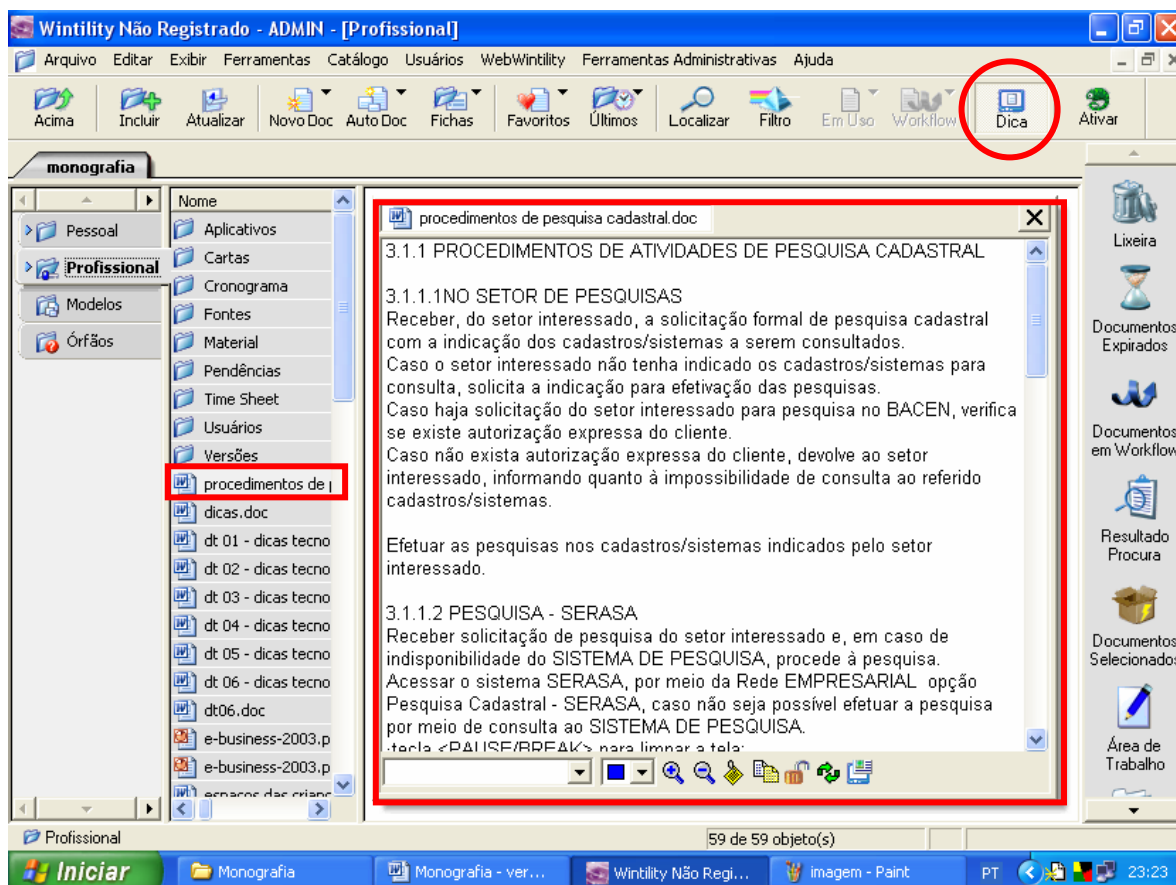 Wintility Não Registrado - ADMIN - [Profissional]
Arquivo Editar Exibir Ferramentas Catálogo Usuários WebWintility Ferramentas Administrativas Ajuda
Acima Incluir Atualizar Novo Doc Auto Doc Fichas Favoritos Últimos Localizar Filtro Em Uso Workflow Dica Ativar
monografia
Pessoal
Profissional
Modelos
Órfãos
Nome
Aplicativos
Cartas
Cronograma
Fontes
Material
Pendências
Time Sheet
Usuários
Versões
procedimentos de p
dicas.doc
dt 01 - dicas tecno
dt 02 - dicas tecno
dt 03 - dicas tecno
dt 04 - dicas tecno
dt 05 - dicas tecno
dt 06 - dicas tecno
dt06.doc
e-business-2003.p
e-business-2003.p
espaços das crianç
procedimentos de pesquisa cadastral.doc
3.1.1 PROCEDIMENTOS DE ATIVIDADES DE PESQUISA CADASTRAL
3.1.1.1NO SETOR DE PESQUISAS
Receber, do setor interessado, a solicitação formal de pesquisa cadastral
com a indicação dos cadastros/sistemas a serem consultados.
Caso o setor interessado não tenha indicado os cadastros/sistemas para
consulta, solicita a indicação para efetivação das pesquisas.
Caso haja solicitação do setor interessado para pesquisa no BACEN, verifica
se existe autorização expressa do cliente.
Caso não exista autorização expressa do cliente, devolve ao setor
interessado, informando quanto à impossibilidade de consulta ao referido
cadastros/sistemas.
Efetuar as pesquisas nos cadastros/sistemas indicados pelo setor
interessado.
3.1.1.2 PESQUISA - SERASA
Receber solicitação de pesquisa do setor interessado e, em caso de
indisponibilidade do SISTEMA DE PESQUISA, procede à pesquisa.
Acessar o sistema SERASA, por meio da Rede EMPRESARIAL opção
Pesquisa Cadastral - SERASA, caso não seja possível efetuar a pesquisa
por meio de consulta ao SISTEMA DE PESQUISA.
-tecla <PAUSE/BREAK> para limpar a tela;
Lixeira
Documentos
Expirados
Documentos
em Workflow
Resultado
Procura
Documentos
Selecionados
Área de
Trabalho
Profissional
59 de 59 objeto(s)
Iniciar Monografia Monografia - ver... Wintility Não Regi... imagem - Paint PT 23:23